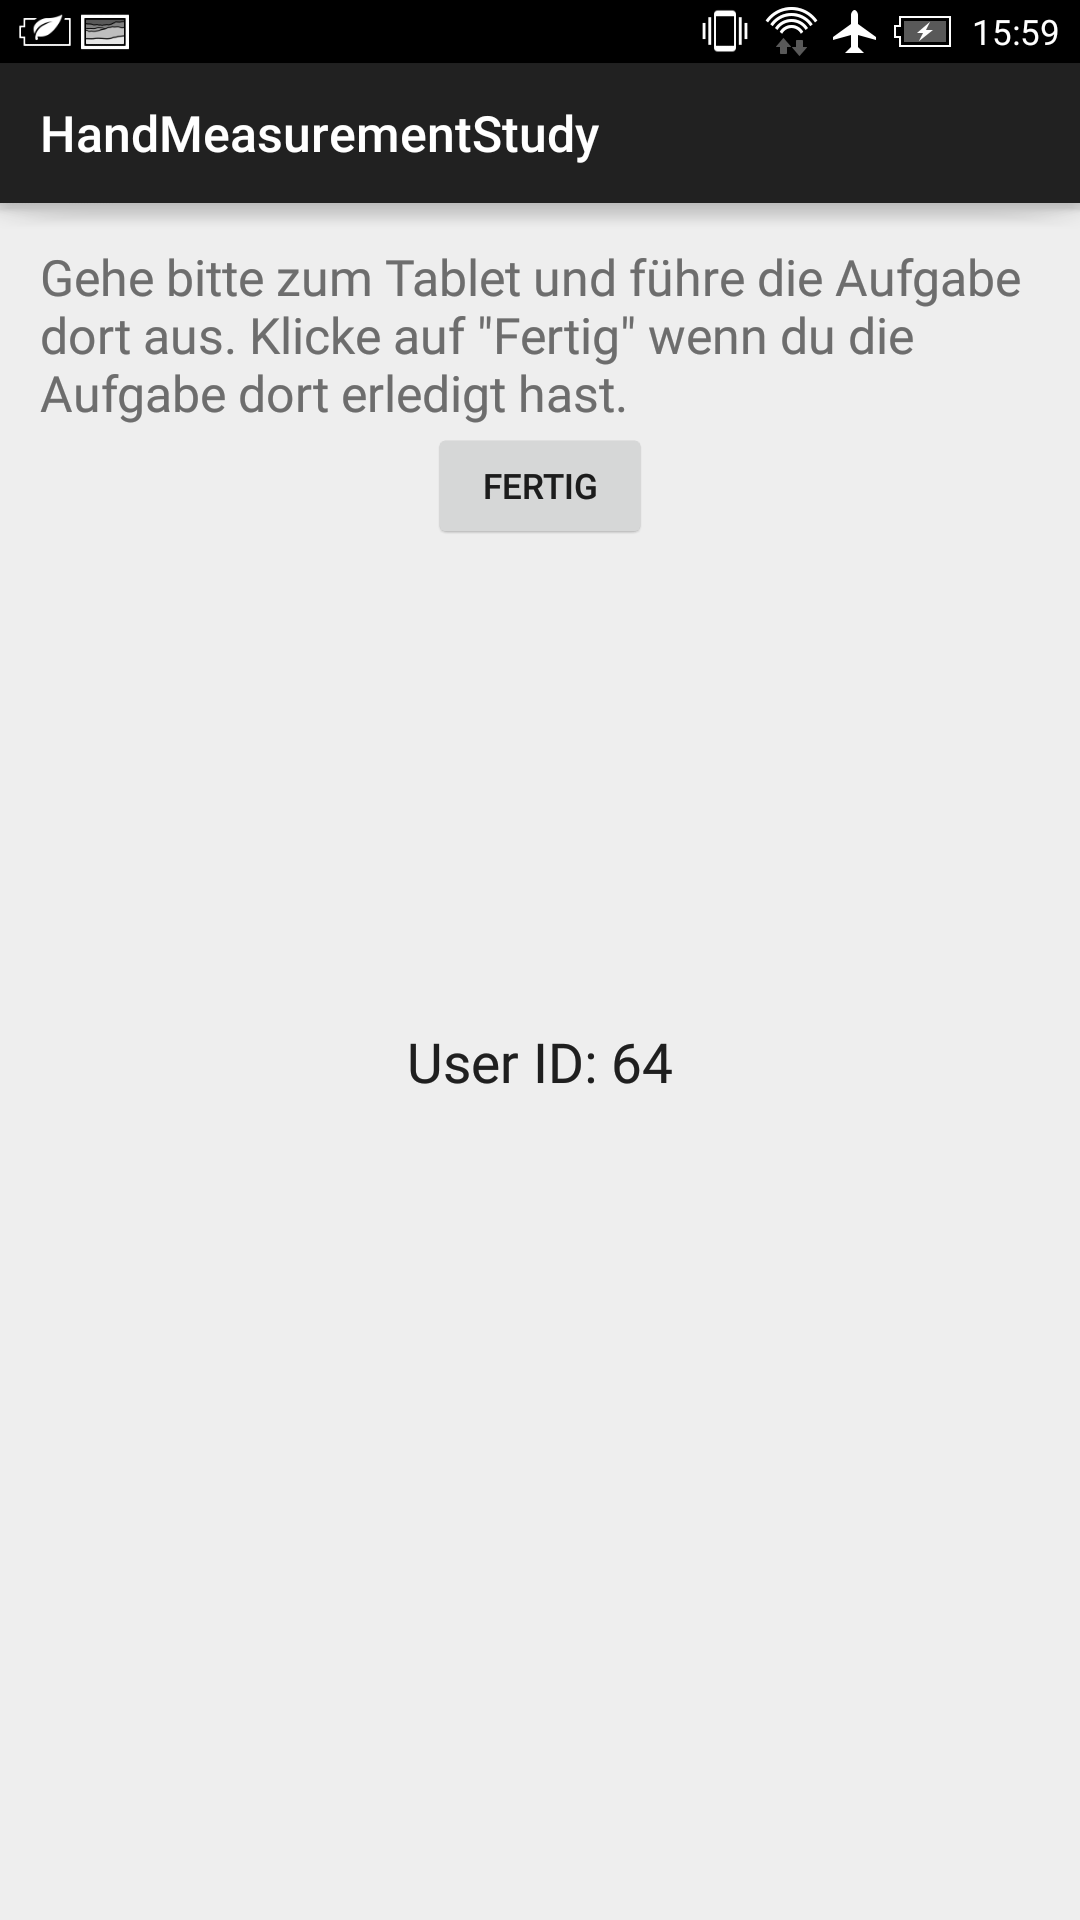 15:59
HandMeasurementStudy
Gehe bitte zum Tablet und führe die Aufgabe
dort aus. Klicke auf "Fertig" wenn du die
Aufgabe dort erledigt hast.
FERTIG
User ID: 64